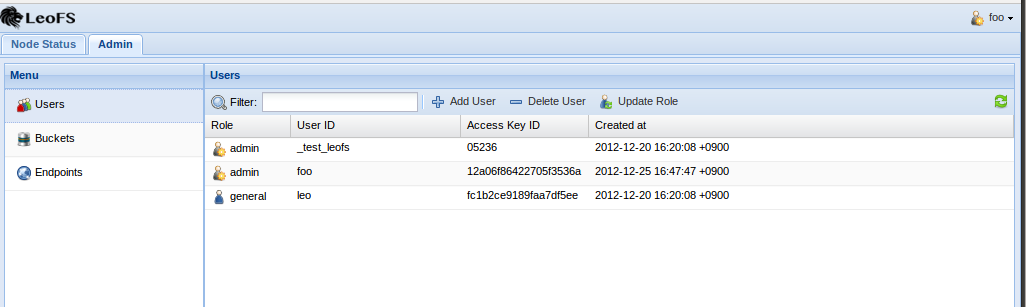 LeoFS
foo
Node Status Admin
Menu
Users
Buckets
Endpoints
Users
Filter: Add User Delete User Update Role
Role User ID Access Key ID Created at
admin _test_leofs 05236 2012-12-20 16:20:08 +0900
admin foo 12a06f86422705f3536a 2012-12-25 16:47:47 +0900
general leo fc1b2ce9189faa7df5ee 2012-12-20 16:20:08 +0900